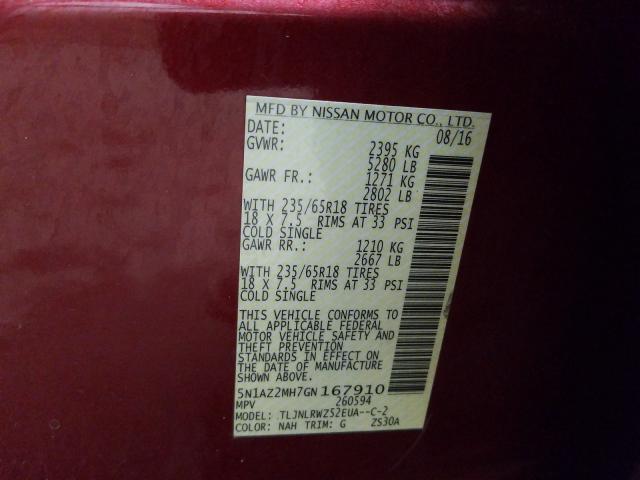 MFD BY NISSAN MOTOR CO., LTD.
DATE: 08/16
GVWR: 2395 KG
5280 LB
GAWR FR.: 1271 KG
2802 LB
WITH 235/65R18 TIRES
18 X 7.5 RIMS AT 33 PSI
COLD SINGLE
GAWR RR.: 1210 KG
2667 LB
WITH 235/65R18 TIRES
18 X 7.5 RIMS AT 33 PSI
COLD SINGLE
THIS VEHICLE CONFORMS TO
ALL APPLICABLE FEDERAL
MOTOR VEHICLE SAFETY AND
THEFT PREVENTION
STANDARDS IN EFFECT ON
THE DATE OF MANUFACTURE
SHOWN ABOVE.
5N1AZ2MH7GN167910
MPV 260594
MODEL: TLJNLRWZ52EUA--C-2
COLOR: NAH TRIM: G ZS30A